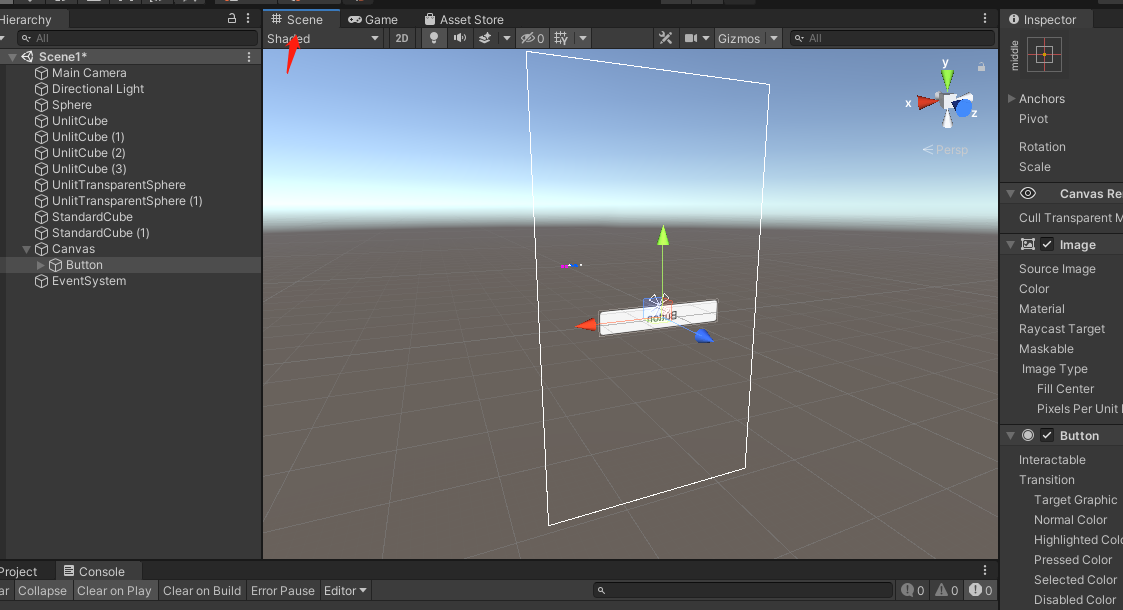 Hierarchy
All
Scene1*
Main Camera
Directional Light
Sphere
UnlitCube
UnlitCube (1)
UnlitCube (2)
UnlitCube (3)
UnlitTransparentSphere
UnlitTransparentSphere (1)
StandardCube
StandardCube (1)
Canvas
Button
EventSystem
Scene Game Asset Store
Shaded 2D 0 Gizmos All
y
x
z
Persp
Button
Inspector
middle
Anchors
Pivot
Rotation
Scale
Canvas Re
Cull Transparent M
Image
Source Image
Color
Material
Raycast Target
Maskable
Image Type
Fill Center
Pixels Per Unit
Button
Interactable
Transition
Target Graphic
Normal Color
Highlighted Colo
Pressed Color
Selected Color
Disabled Color
Project Console
ar Collapse Clear on Play Clear on Build Error Pause Editor 0 0 0